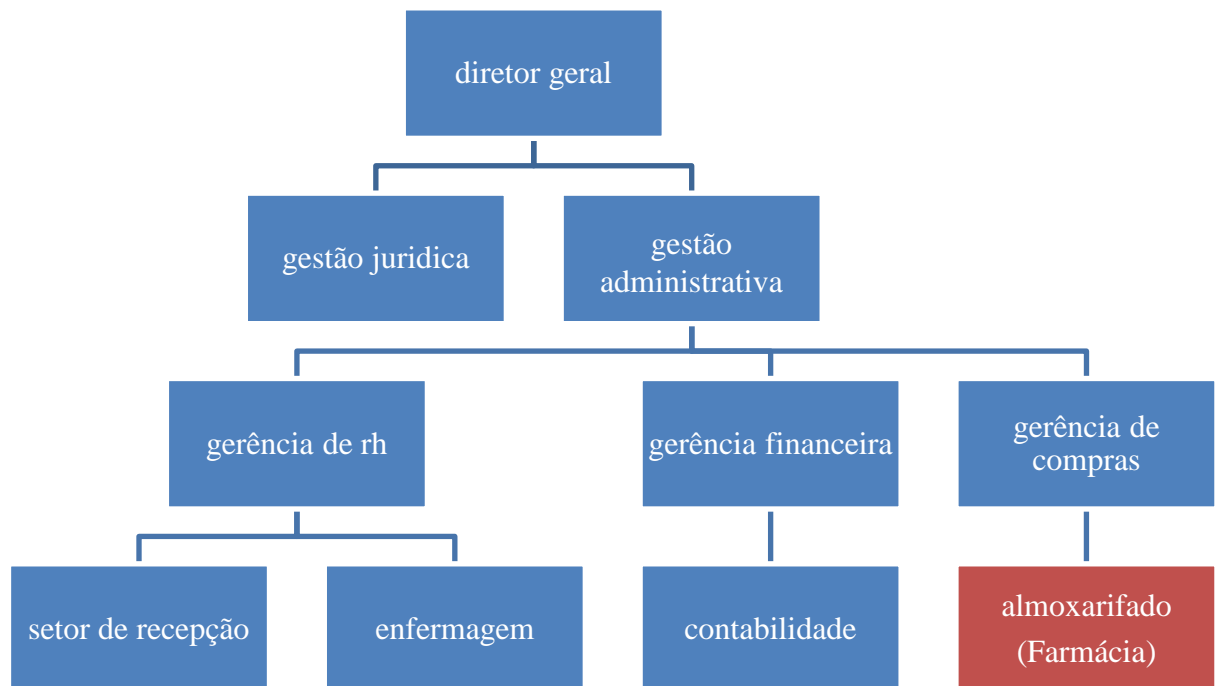 diretor geral
gestão juridica
gestão
administrativa
gerência de rh
gerência financeira
gerência de
compras
setor de recepção
enfermagem
contabilidade
almoxarifado
(Farmácia)